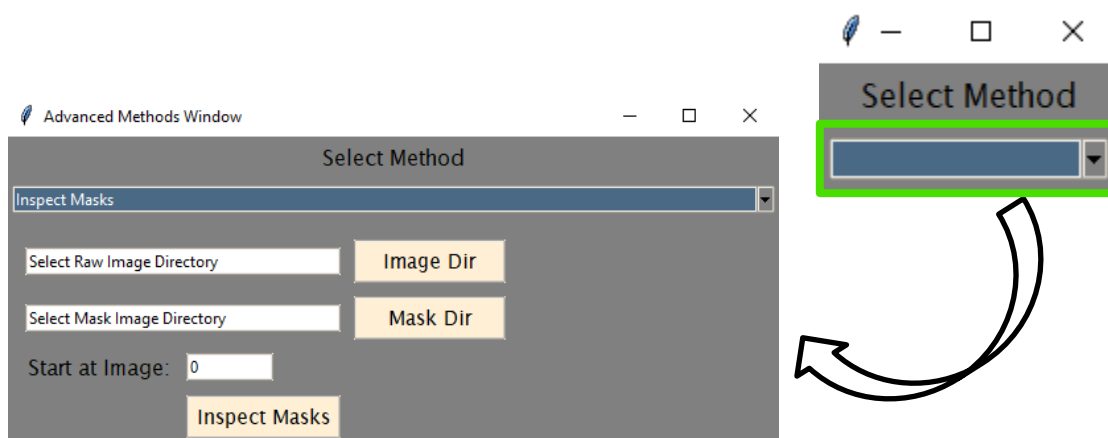 Select Method
Advanced Methods Window
Select Method
Inspect Masks
Select Raw Image Directory
Image Dir
Select Mask Image Directory
Mask Dir
Start at Image:
0
Inspect Masks